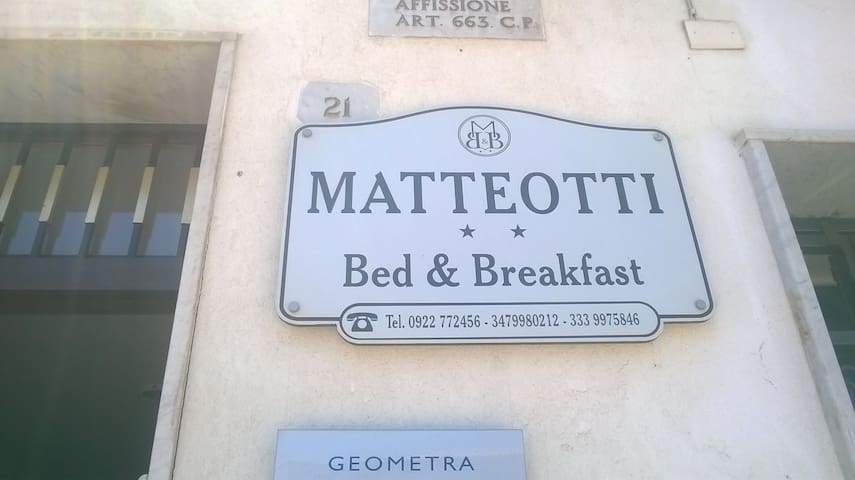 AFFISSIONE
ART. 663. C.P.
21
M
B&B
MATTEOTTI
Bed & Breakfast
Tel. 0922 772456 - 3479980212 - 333 9975846
GEOMETRA